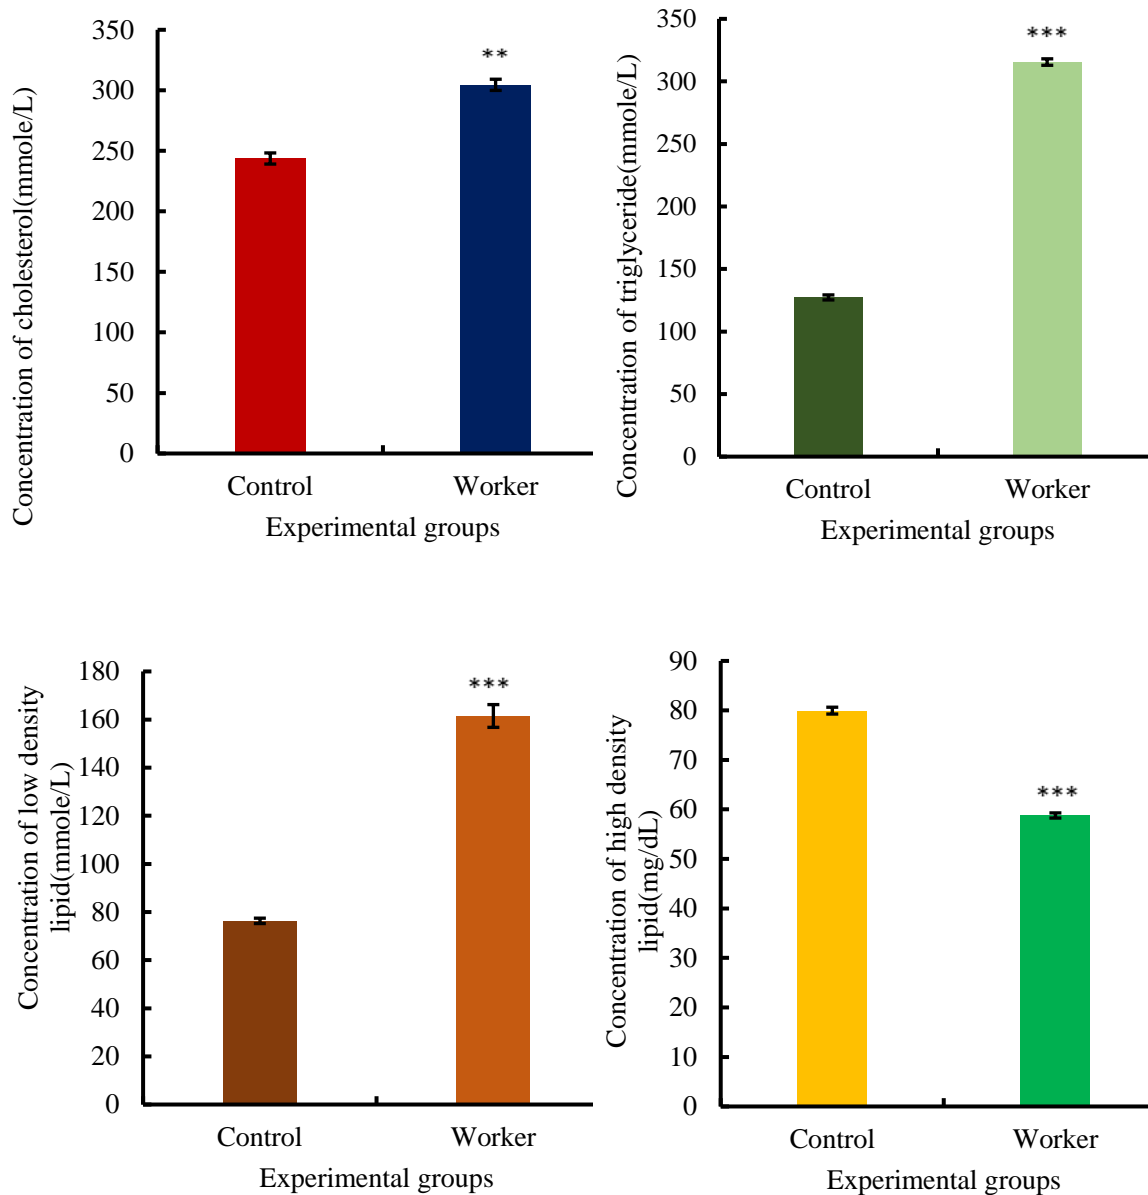 Concentration of cholesterol(mmole/L)
350
300
250
200
150
100
50
0
**
Control
Worker
Experimental groups
Concentration of triglyceride(mmole/L)
350
300
250
200
150
100
50
0
***
Control
Worker
Experimental groups
Concentration of low density
lipid(mmole/L)
180
160
140
120
100
80
60
40
20
0
***
Control
Worker
Experimental groups
Concentration of high density
lipid(mg/dL)
90
80
70
60
50
40
30
20
10
0
***
Control
Worker
Experimental groups